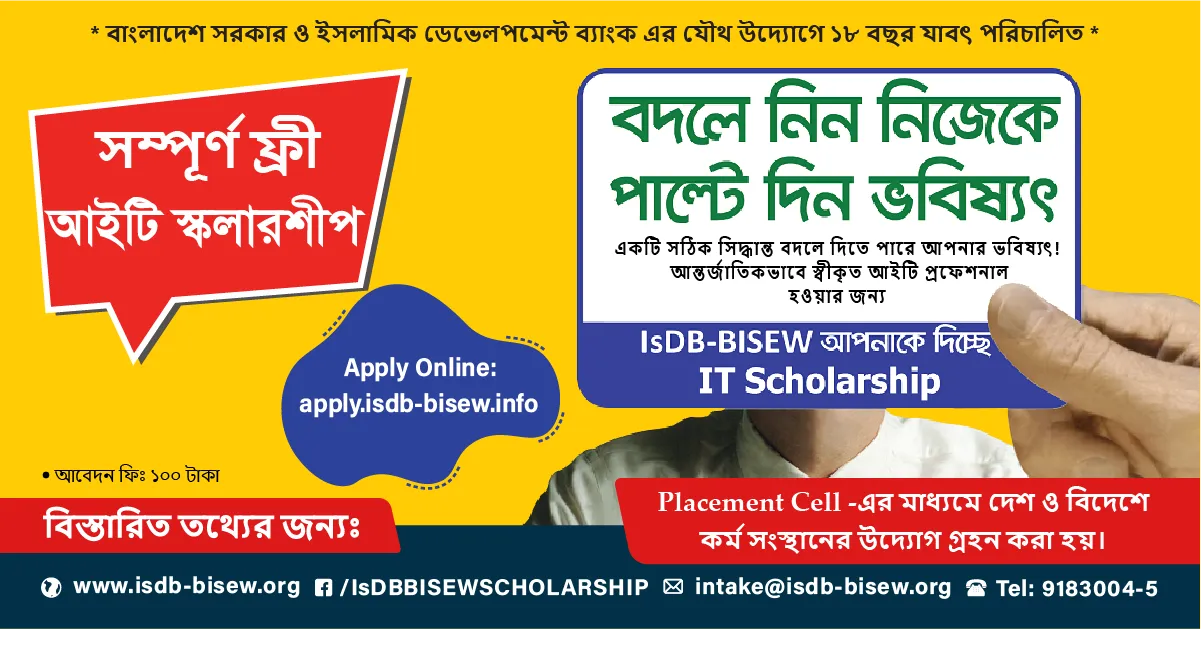 * বাংলাদেশ সরকার ও ইসলামিক ডেভেলপমেন্ট ব্যাংক এর যৌথ উদ্যোগে ১৮ বছর যাবৎ পরিচালিত *
সম্পূর্ণ ফ্রী
আইটি স্কলারশীপ
বদলে নিন নিজেকে
পাল্টে দিন ভবিষ্যৎ
একটি সঠিক সিদ্ধান্ত বদলে দিতে পারে আপনার ভবিষ্যৎ!
আন্তর্জাতিকভাবে স্বীকৃত আইটি প্রফেশনাল
হওয়ার জন্য
IsDB-BISEW আপনাকে দিচ্ছে
IT Scholarship
Apply Online:
apply.isdb-bisew.info
• আবেদন ফিঃ ১০০ টাকা
বিস্তারিত তথ্যের জন্যঃ
Placement Cell -এর মাধ্যমে দেশ ও বিদেশে
কর্ম সংস্থানের উদ্যোগ গ্রহন করা হয়।
www.isdb-bisew.org /IsDBBISEWSCHOLARSHIP intake@isdb-bisew.org Tel: 9183004-5